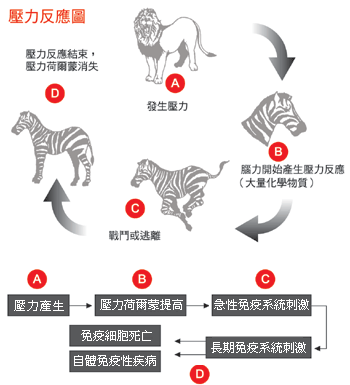 壓力反應圖
A
發生壓力
B
腦力開始產生壓力反應
（大量化學物質）
C
戰鬥或逃離
壓力反應結束，
壓力荷爾蒙消失
D
A
B
C
壓力產生
壓力荷爾蒙提高
急性免疫系統刺激
免疫細胞死亡
長期免疫系統刺激
自體免疫性疾病
D